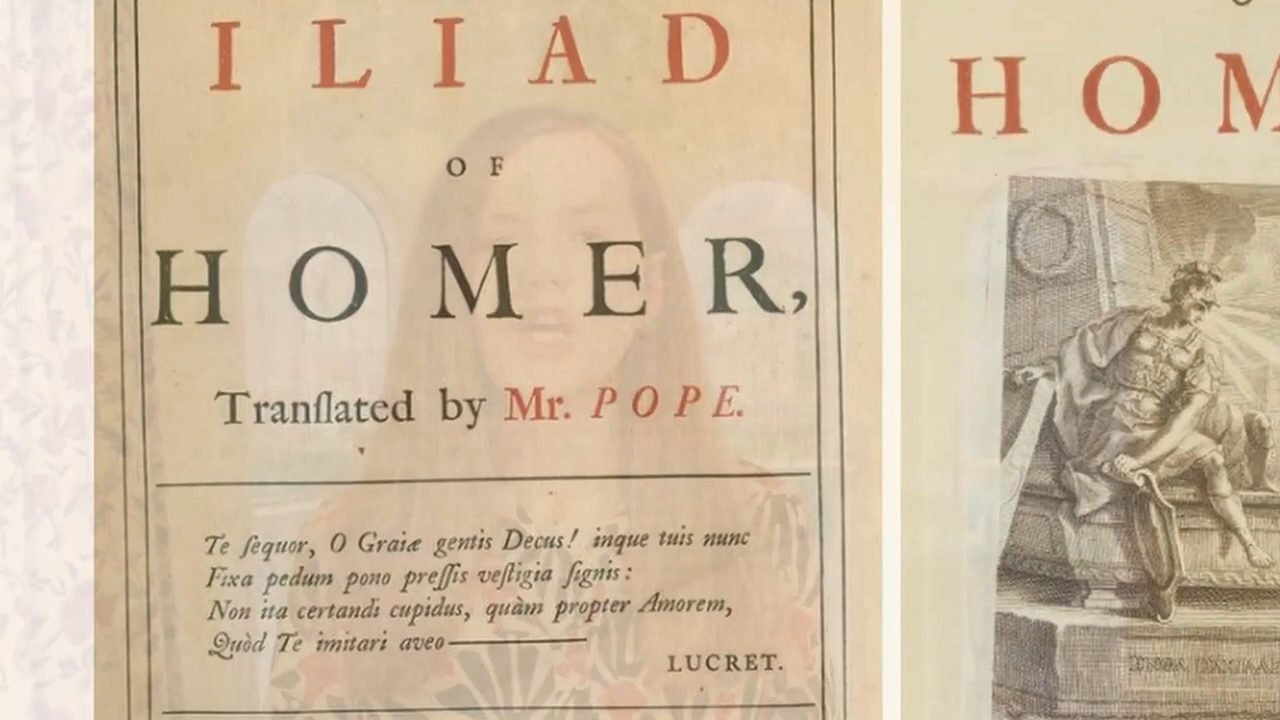 ILIAD
OF
HOMER,
Tranſlated by Mr. POPE.
Te ſequor, O Graiæ gentis Decus! inque tuis nunc
Fixa pedum pono preſſis veſtigia ſignis:
Non ita certandi cupidus, quàm propter Amorem,
Quòd Te imitari aveo—
LUCRET.
HOM